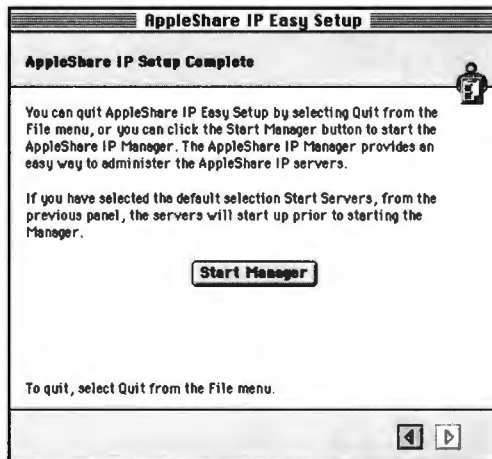 AppleShare IP Easy Setup
AppleShare IP Setup Complete
You can quit AppleShare IP Easy Setup by selecting Quit from the
File menu, or you can click the Start Manager button to start the
AppleShare IP Manager. The AppleShare IP Manager provides an
easy way to administer the AppleShare IP servers.
If you have selected the default selection Start Servers, from the
previous panel, the servers will start up prior to starting the
Manager.
Start Manager
To quit, select Quit from the File menu.